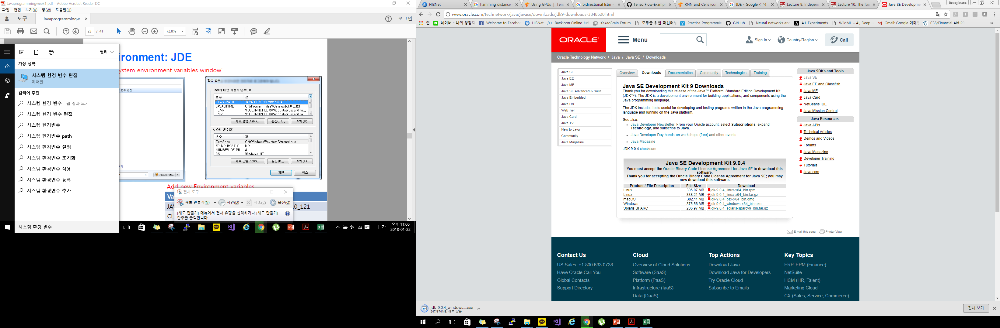 Javaprogrammingweek1.pdf - Adobe Acrobat Reader DC
파일 편집 보기(V) 창(W) 도움말(H)
홈 도구 Javaprogrammingw... 로그인
23 / 41 72.8%
필터
가장 정확
시스템 환경 변수 편집
제어판
검색어 추천
시스템 환경 변수 - 웹 결과 보기
시스템 환경 변수 편집
시스템 환경변수
시스템 환경변수 path
시스템 환경변수 설정
시스템 환경변수 초기화
시스템 환경변수 적용
시스템 환경변수 등록
시스템 환경변수 추가
시스템 환경 변수
ironment: JDE
ystem environment variables window'
변수 편집
시스템 종료
환경 변수
user에 대한 사용자 변수(U)
변수 값
CLASSPATH JAVA_HOME%lib₩tools.jar
JAVA_HOME C:₩Program Files₩Java₩jdk1.0.0_121
TEMP %USERPROFILE%₩AppData₩Local₩Te...
TMP %USERPROFILE%₩AppData₩Local₩Te
새로 만들기(N)... 편집(E)... 삭제(D)
시스템 변수(S)
변수 값
ComSpec C:₩Windows₩system32₩cmd.exe
FP_NO_HOST_C... NO
NUMBER_OF_PR... 4
OS Windows_NT
새로 만들기(W)... 편집(I)... 삭제(L)
확인 취소
Add new Environment variables
Va
JAV
.0_121
CL
캡처 도구
새로 만들기(N) 지연(D) 취소(C) 옵션(O)
[새로 만들기] 메뉴에서 캡처 유형을 선택하거나 [새로 만들기]
단추를 클릭합니다.
가
오후 11:06
2018-01-22
HISNet
hamming distance
Using GPUs | Tens
bidirectional lstm -
TensorFlow-Exampl
RNN and Cells (con
JDE - Google 검색
Lecture 9: Indepen
Lecture 10: The fou
Java SE Developme
Jeonghwan
www.oracle.com/technetwork/java/javase/downloads/jdk9-downloads-3848520.html
앱
네이버 :: 나의 경쟁력
Welcome to Faceboo
HISNet
Baekjoon Online Jud
KakaoBrain Forum
모두를 위한 머신러닝
Practice Programmin
GitHub
Neural networks and
A.I. Experiments
WildML – AI, Deep L
Gmail: Google 이메일
CSS/Financial Aid PR
ORACLE
Menu
Sign In
Country/Region
Call
Oracle Technology Network / Java / Java SE / Downloads
Java SE
Java EE
Java ME
Java SE Advanced & Suite
Java Embedded
Java DB
Web Tier
Java Card
Java TV
New to Java
Community
Java Magazine
Overview Downloads Documentation Community Technologies Training
Java SE Development Kit 9 Downloads
Thank you for downloading this release of the Java™ Platform, Standard Edition Development Kit
(JDK™). The JDK is a development environment for building applications, and components using the
Java programming language.
The JDK includes tools useful for developing and testing programs written in the Java programming
language and running on the Java platform.
See also:
Java Developer Newsletter: From your Oracle account, select Subscriptions, expand
Technology, and subscribe to Java.
Java Developer Day hands-on workshops (free) and other events
Java Magazine
JDK 9.0.4 checksum
Java SE Development Kit 9.0.4
You must accept the Oracle Binary Code License Agreement for Java SE to download this
software.
Thank you for accepting the Oracle Binary Code License Agreement for Java SE; you may
now download this software.
Product / File Description File Size Download
Linux 305.07 MB jdk-9.0.4_linux-x64_bin.rpm
Linux 338.21 MB jdk-9.0.4_linux-x64_bin.tar.gz
macOS 382.11 MB jdk-9.0.4_osx-x64_bin.dmg
Windows 375.56 MB jdk-9.0.4_windows-x64_bin.exe
Solaris SPARC 206.97 MB jdk-9.0.4_solaris-sparcv9_bin.tar.gz
Java SDKs and Tools
Java SE
Java EE and Glassfish
Java ME
Java Card
NetBeans IDE
Java Mission Control
Java Resources
Java APIs
Technical Articles
Demos and Videos
Forums
Java Magazine
Developer Training
Tutorials
Java.com
E-mail this page Printer View
Contact Us
US Sales: +1.800.633.0738
Have Oracle Call You
Global Contacts
Support Directory
Cloud
Overview of Cloud Solutions
Software (SaaS)
Platform (PaaS)
Infrastructure (IaaS)
Data (DaaS)
Top Actions
Download Java
Download Java for Developers
Try Oracle Cloud
Subscribe to Emails
Key Topics
ERP, EPM (Finance)
NetSuite
HCM (HR, Talent)
Marketing Cloud
CX (Sales, Service, Commerce)
jdk-9.0.4_windows....exe
267/376MB, 43초 남음
전체 보기